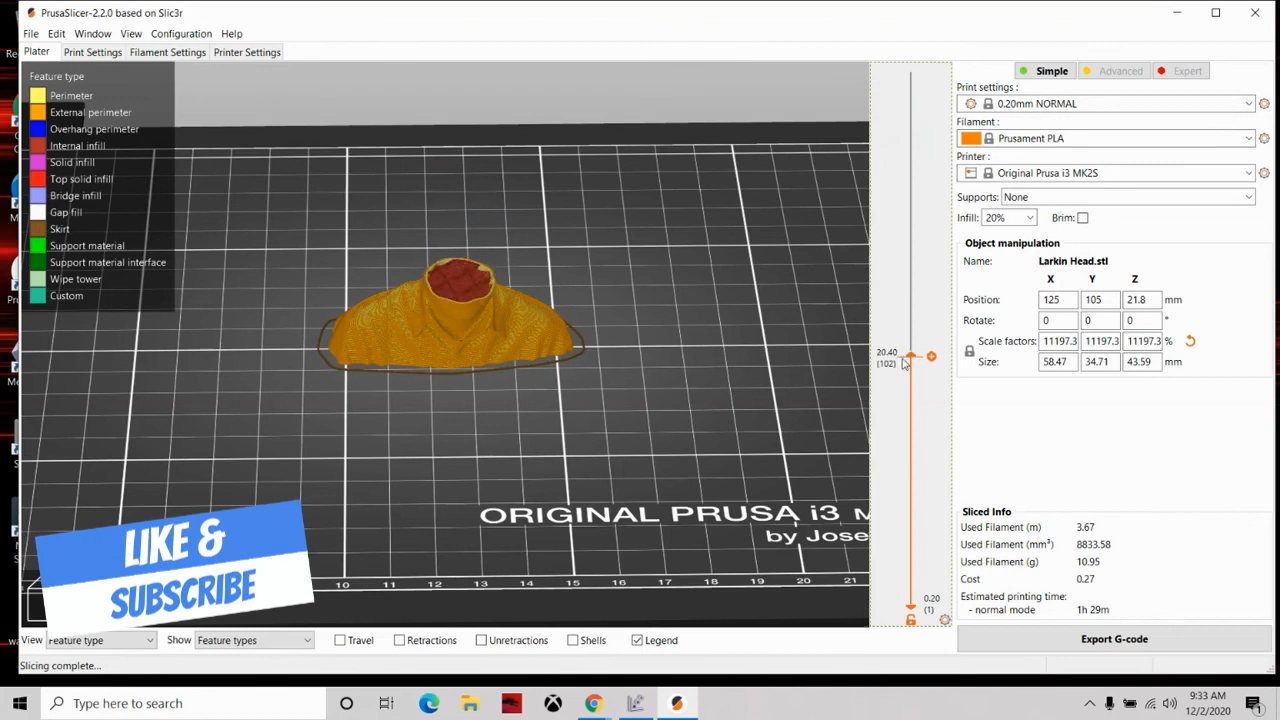 PrusaSlicer-2.2.0 based on Slic3r
File Edit Window View Configuration Help
Plater Print Settings Filament Settings Printer Settings
Feature type
Perimeter
External perimeter
Overhang perimeter
Internal infill
Solid infill
Top solid infill
Bridge infill
Gap fill
Skirt
Support material
Support material interface
Wipe tower
Custom
ORIGINAL PRUSA i3
by Jose
10 11 12 13 14 15 16 17 18 19 20 21
LIKE &
SUBSCRIBE
20.40
(102)
0.20
(1)
Simple Advanced Expert
Print settings :
0.20mm NORMAL
Filament :
Prusament PLA
Printer :
Original Prusa i3 MK2S
Supports: None
Infill: 20% Brim:
Object manipulation
Name: Larkin Head.stl
X Y Z
Position: 125 105 21.8 mm
Rotate: 0 0 0 °
Scale factors: 11197.3 11197.3 11197.3 %
Size: 58.47 34.71 43.59 mm
Sliced Info
Used Filament (m) 3.67
Used Filament (mm³) 8833.58
Used Filament (g) 10.95
Cost 0.27
Estimated printing time:
- normal mode 1h 29m
Export G-code
View Feature type Show Feature types Travel Retractions Unretractions Shells Legend
Slicing complete...
Type here to search
9:33 AM
12/2/2020
1